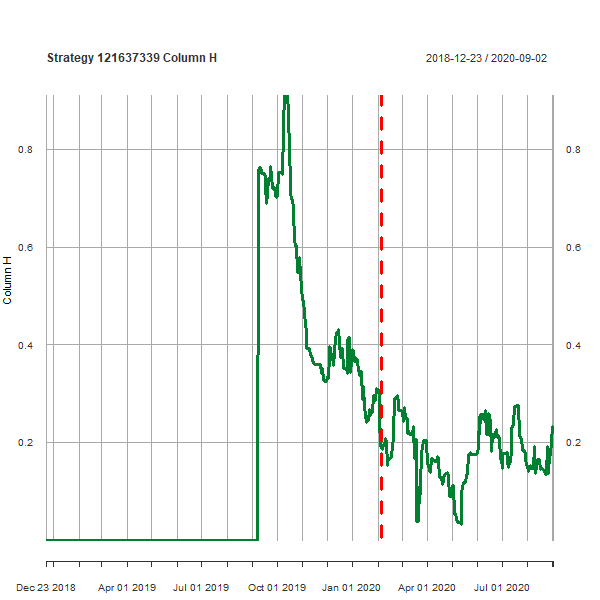 Strategy 121637339 Column H
2018-12-23 / 2020-09-02
0.8 0.8
0.6 0.6
Column H
0.4 0.4
0.2 0.2
Dec 23 2018 Apr 01 2019 Jul 01 2019 Oct 01 2019 Jan 01 2020 Apr 01 2020 Jul 01 2020